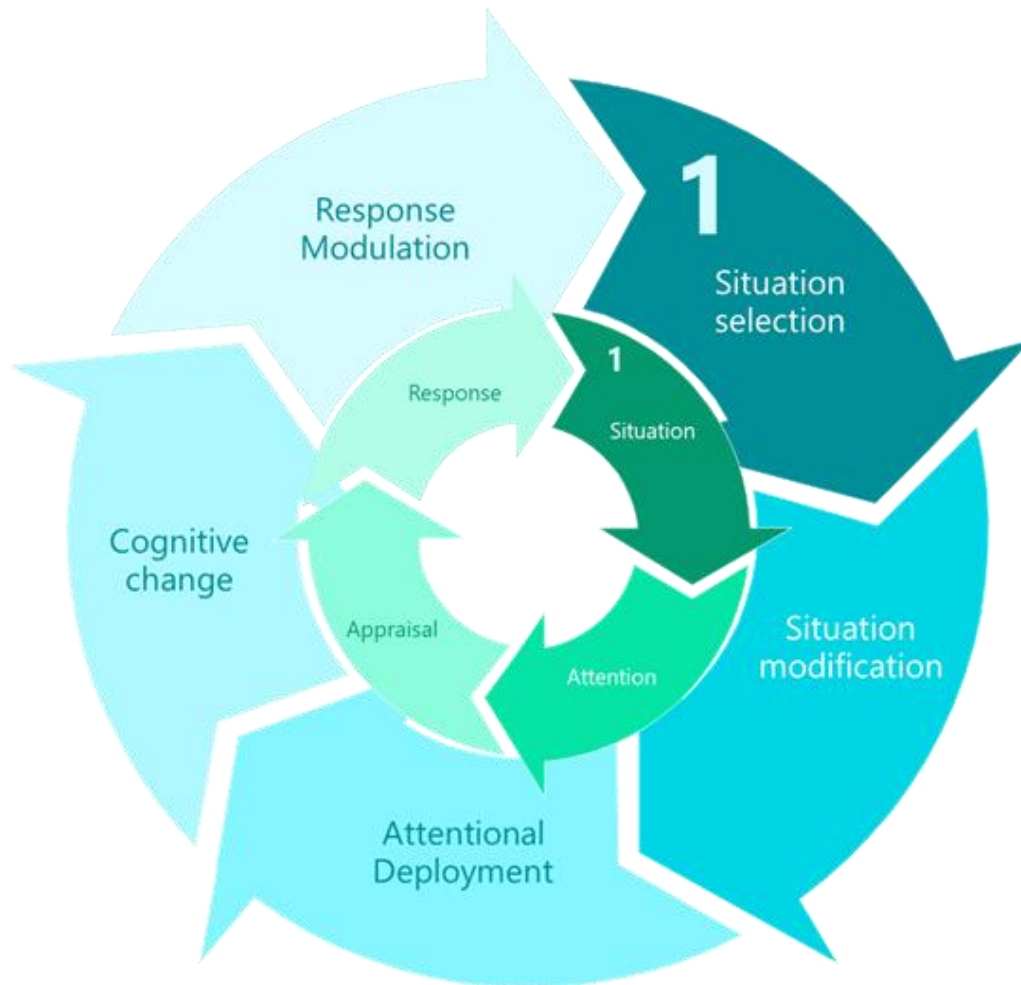 1
Situation
selection
Situation
modification
Attentional
Deployment
Cognitive
change
Response
Modulation
1
Situation
Attention
Appraisal
Response